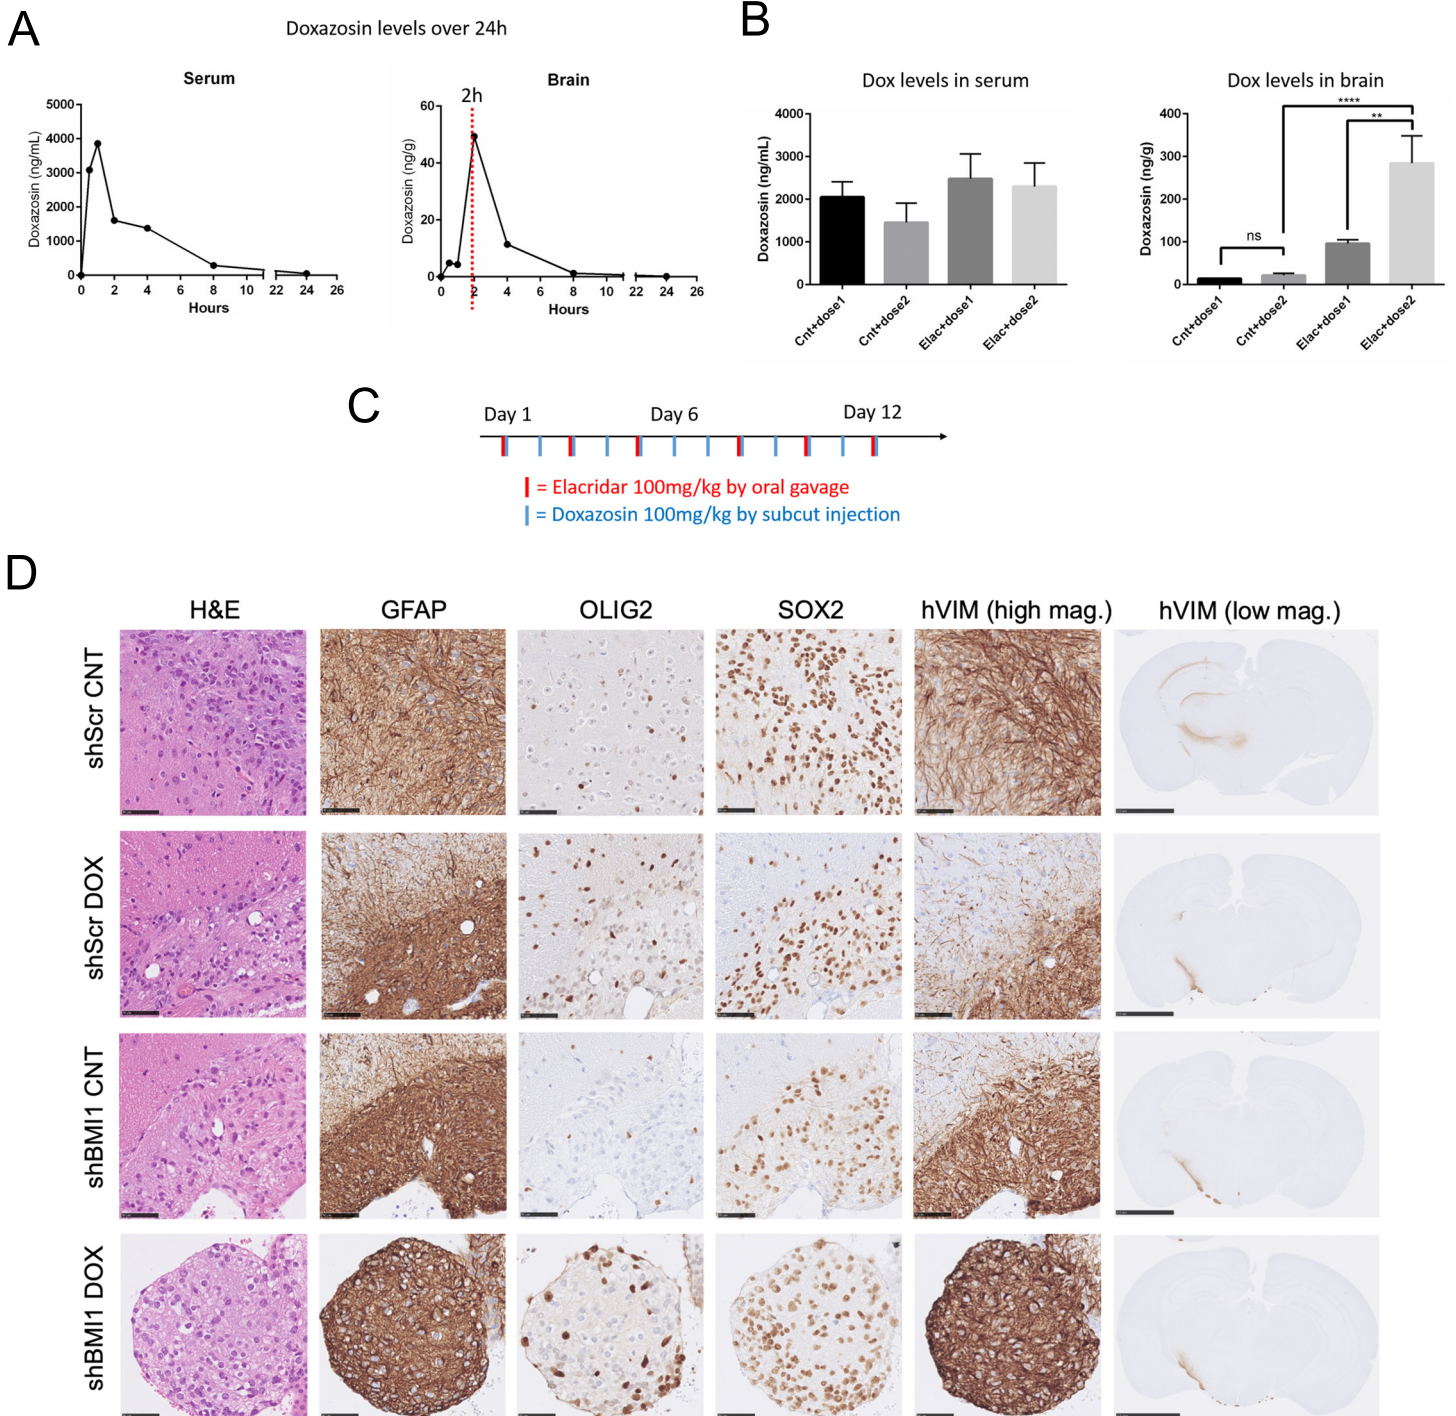 A
Doxazosin levels over 24h
Serum
Doxazosin (ng/mL)
5000
4000
3000
2000
1000
0
0 2 4 6 8 10 22 24 26
Hours
Brain
2h
Doxazosin (ng/g)
60
40
20
0
0 2 4 6 8 10 22 24 26
Hours
B
Dox levels in serum
Doxazosin (ng/mL)
4000
3000
2000
1000
0
Cnt+dose1
Cnt+dose2
Elac+dose1
Elac+dose2
Dox levels in brain
Doxazosin (ng/g)
400
300
200
100
0
****
**
ns
Cnt+dose1
Cnt+dose2
Elac+dose1
Elac+dose2
C
Day 1 Day 6 Day 12
= Elacridar 100mg/kg by oral gavage
= Doxazosin 100mg/kg by subcut injection
D
H&E GFAP OLIG2 SOX2 hVIM (high mag.) hVIM (low mag.)
shScr CNT
shScr DOX
shBMI1 CNT
shBMI1 DOX